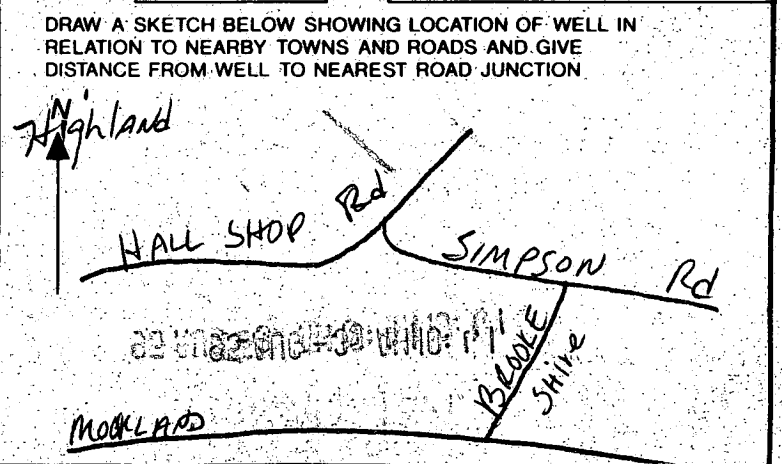 DRAW A SKETCH BELOW SHOWING LOCATION OF WELL IN
RELATION TO NEARBY TOWNS AND ROADS AND GIVE
DISTANCE FROM WELL TO NEAREST ROAD JUNCTION
N
Highland
HALL SHOP Rd
SIMPSON Rd
BROOKE
Shire
MOORLAND